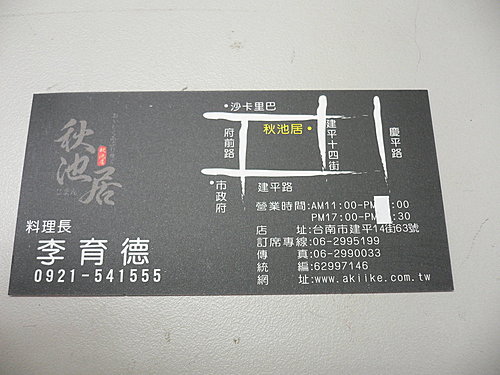 秋池居
料理長
李育德
0921-541555
沙卡里巴
府前路
秋池居
建平十四街
慶平路
市政府
建平路
營業時間:AM11:00-PM :00
PM17:00-PM :30
店 址:台南市建平14街63號
訂席專線:06-2995199
傳 真:06-2990033
統 編:62997146
網 址:www.akiike.com.tw